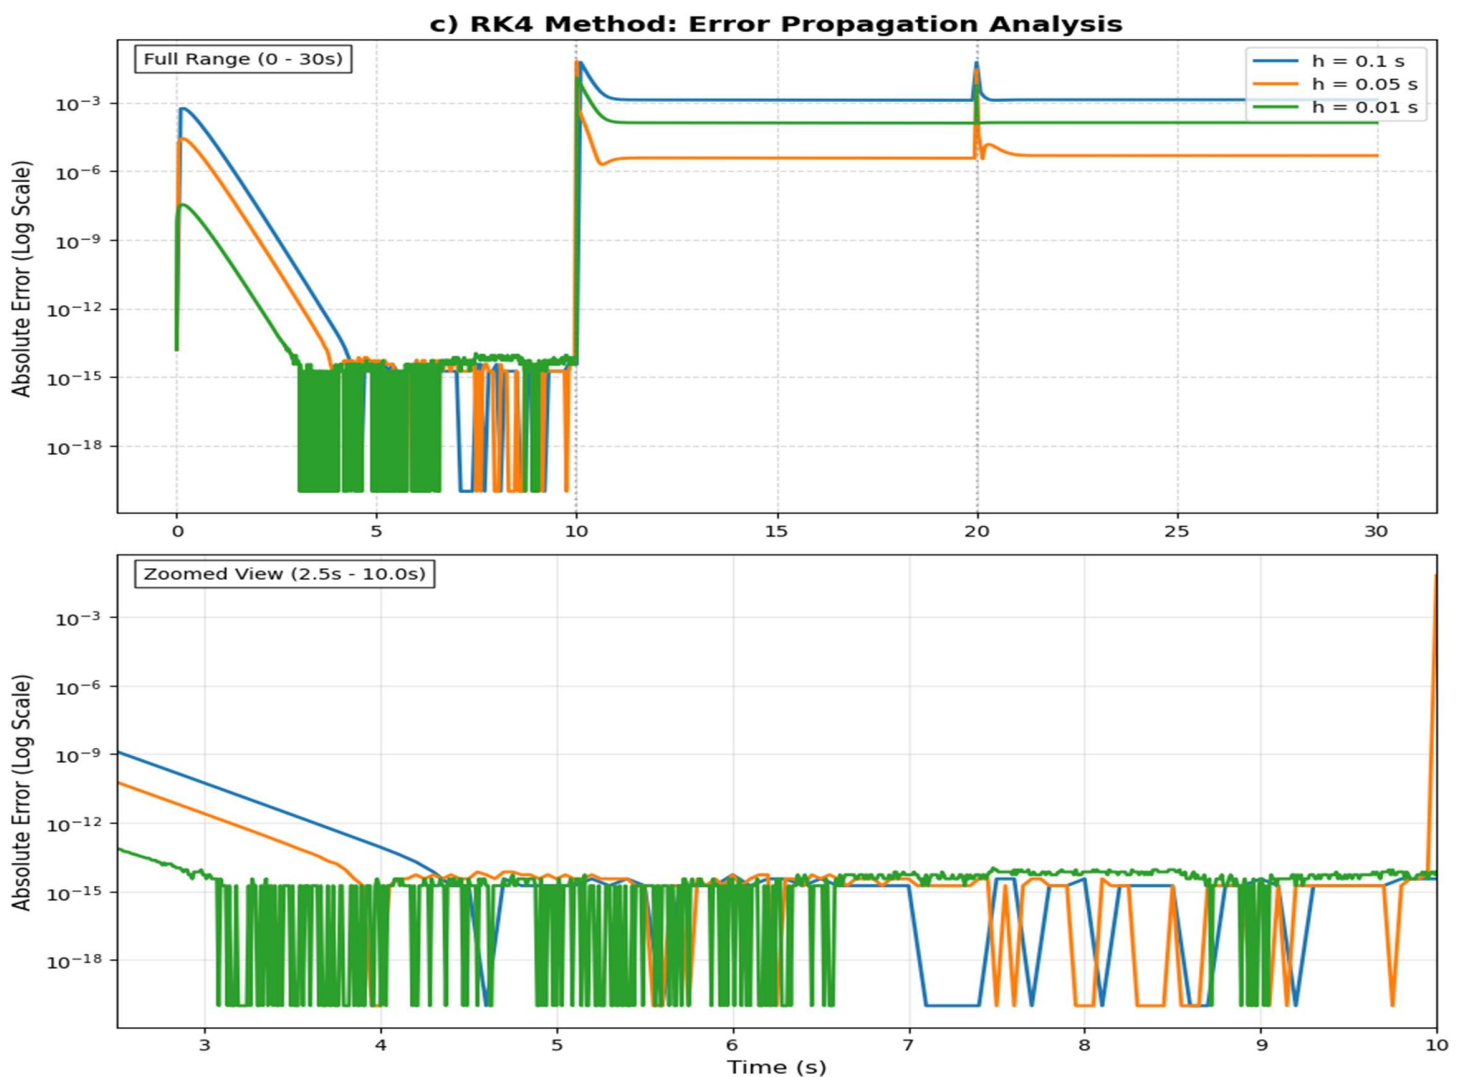 c) RK4 Method: Error Propagation Analysis
Full Range (0 - 30s)
h = 0.1 s
h = 0.05 s
h = 0.01 s
Absolute Error (Log Scale)
10⁻³
10⁻⁶
10⁻⁹
10⁻¹²
10⁻¹⁵
10⁻¹⁸
0 5 10 15 20 25 30
Zoomed View (2.5s - 10.0s)
Absolute Error (Log Scale)
10⁻³
10⁻⁶
10⁻⁹
10⁻¹²
10⁻¹⁵
10⁻¹⁸
3 4 5 6 7 8 9 10
Time (s)